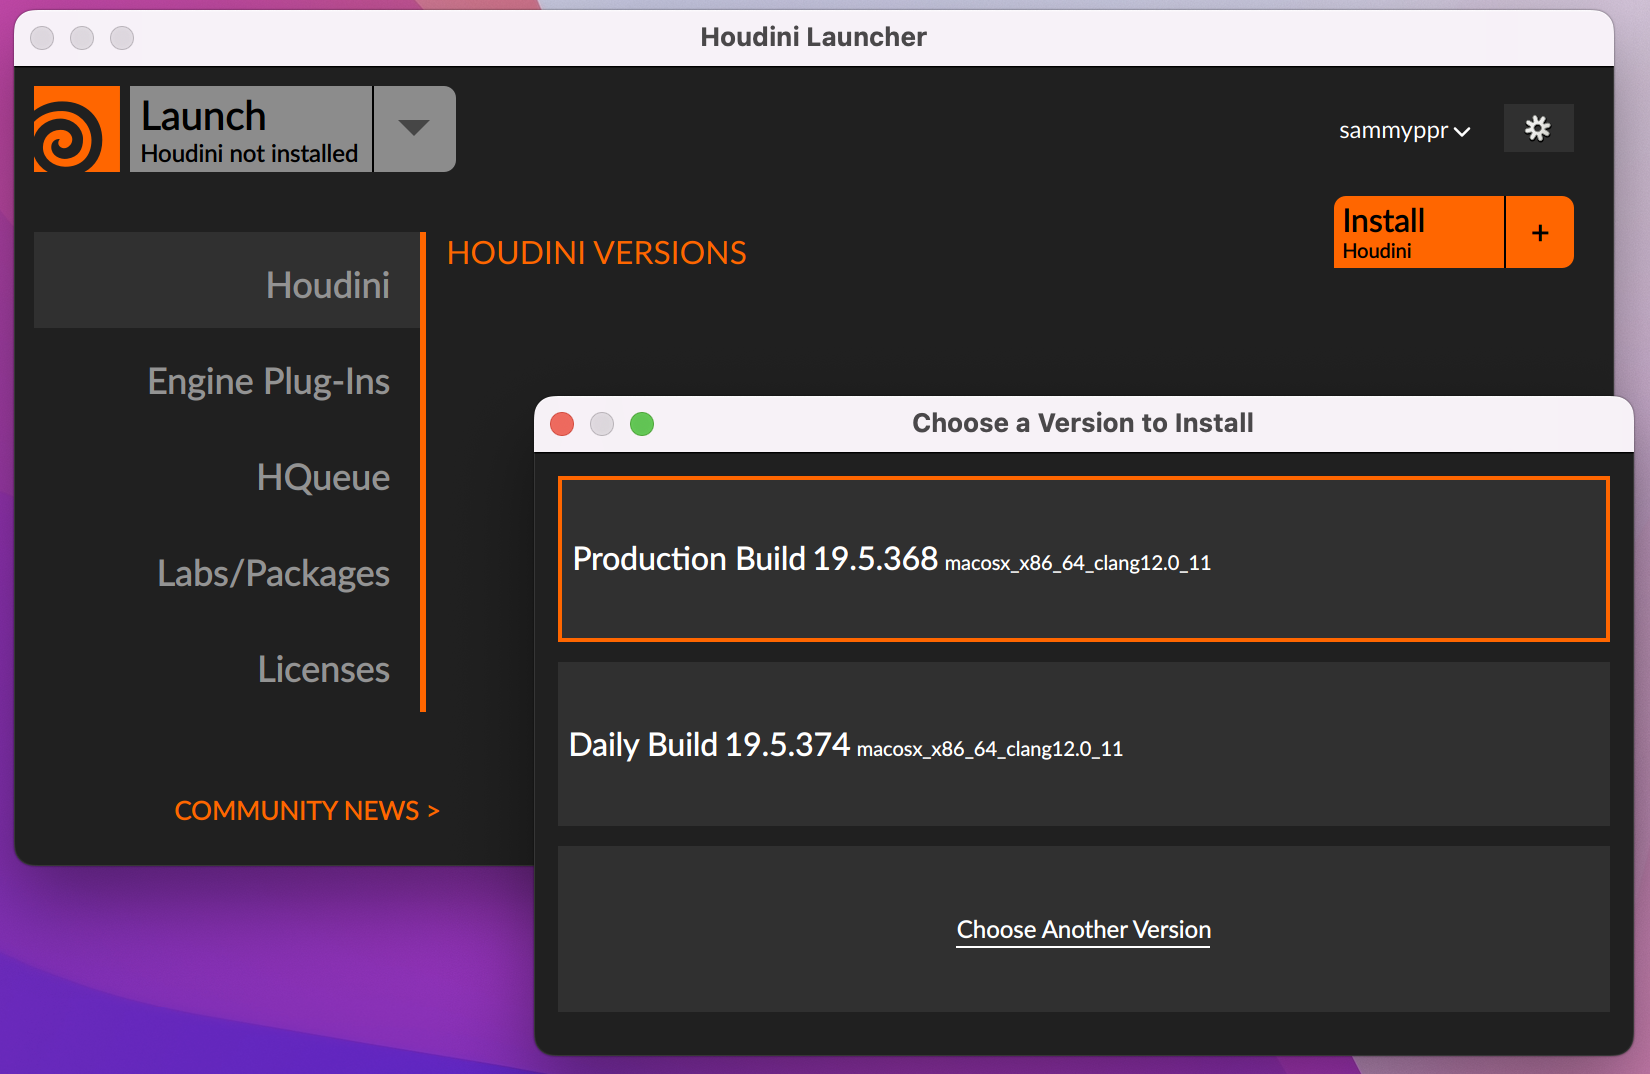 Houdini Launcher
Launch
Houdini not installed
sammyppr
Install
Houdini
+
HOUDINI VERSIONS
Houdini
Engine Plug-Ins
HQueue
Labs/Packages
Licenses
COMMUNITY NEWS >
Choose a Version to Install
Production Build 19.5.368 macosx_x86_64_clang12.0_11
Daily Build 19.5.374 macosx_x86_64_clang12.0_11
Choose Another Version